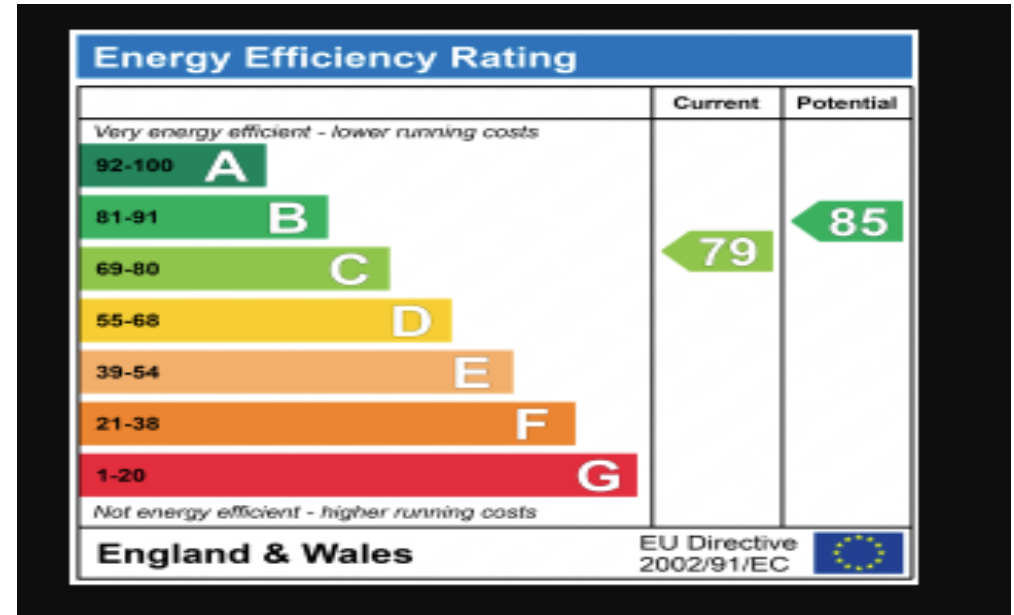 Energy Efficiency Rating
Current Potential
Very energy efficient - lower running costs
92-100 A
81-91 B
85
79
69-80 C
55-68 D
39-54 E
21-38 F
1-20 G
Not energy efficient - higher running costs
England & Wales
EU Directive
2002/91/EC